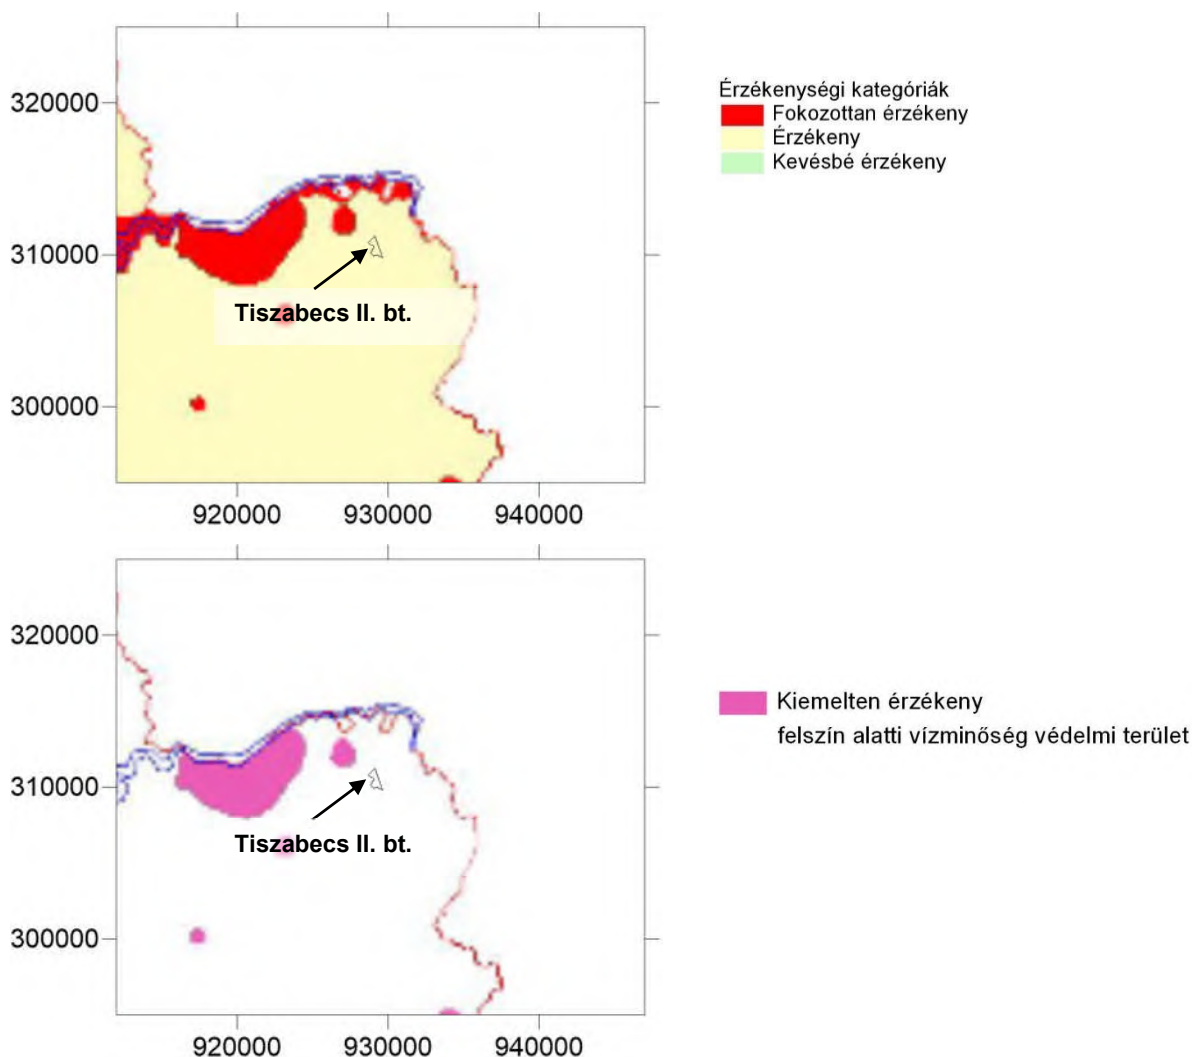 Érzékenységi kategóriák
Fokozottan érzékeny
Érzékeny
Kevésbé érzékeny
320000
310000
300000
Tiszabecs II. bt.
920000 930000 940000
320000
310000
300000
Tiszabecs II. bt.
920000 930000 940000
Kiemelten érzékeny
felszín alatti vízminőség védelmi terület